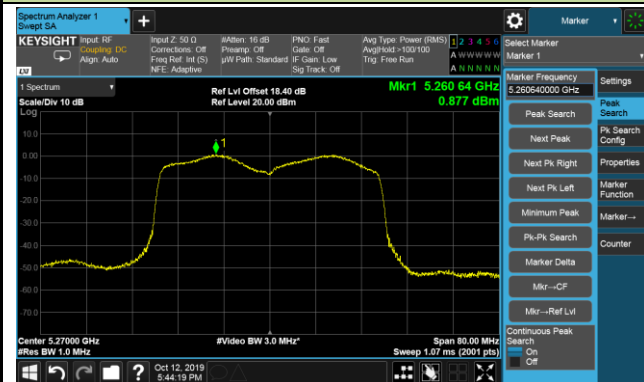 Spectrum Analyzer 1
Swept SA
Marker
KEYSIGHT
Input: RF
Coupling: DC
Align: Auto
Input Z: 50 Ω
Corrections: Off
Freq Ref: Int (S)
NFE: Adaptive
#Atten: 16 dB
Preamp: Off
µW Path: Standard
PNO: Fast
Gate: Off
IF Gain: Low
Sig Track: Off
Avg Type: Power (RMS)
Avg|Hold:>100/100
Trig: Free Run
1 2 3 4 5 6
A W W W W W
A N N N N N
LXI
Select Marker
Marker 1
1 Spectrum
Scale/Div 10 dB
Log
Ref Lvl Offset 18.40 dB
Ref Level 20.00 dBm
Mkr1 5.260 64 GHz
0.877 dBm
10.0
0.00
-10.0
-20.0
-30.0
-40.0
-50.0
-60.0
-70.0
1
Center 5.27000 GHz
#Res BW 1.0 MHz
#Video BW 3.0 MHz*
Span 80.00 MHz
Sweep 1.07 ms (2001 pts)
Marker Frequency
5.260640000 GHz
Peak Search
Next Peak
Next Pk Right
Next Pk Left
Minimum Peak
Pk-Pk Search
Marker Delta
Mkr→CF
Mkr→Ref Lvl
Continuous Peak
Search
On
Off
Settings
Peak
Search
Pk Search
Config
Properties
Marker
Function
Marker→
Counter
Oct 12, 2019
5:44:19 PM